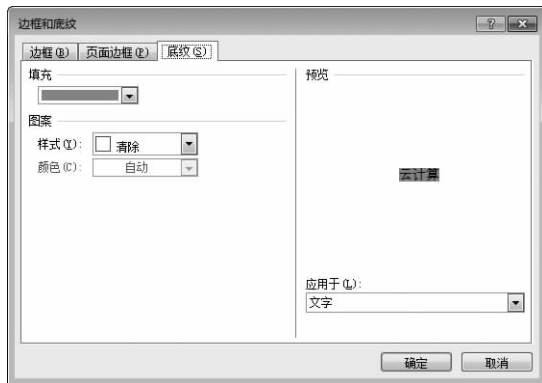 边框和底纹
边框(B) 页面边框(P) 底纹(S)
填充
图案
样式(Y): 清除
颜色(C): 自动
预览
云计算
应用于(L):
文字
确定 取消